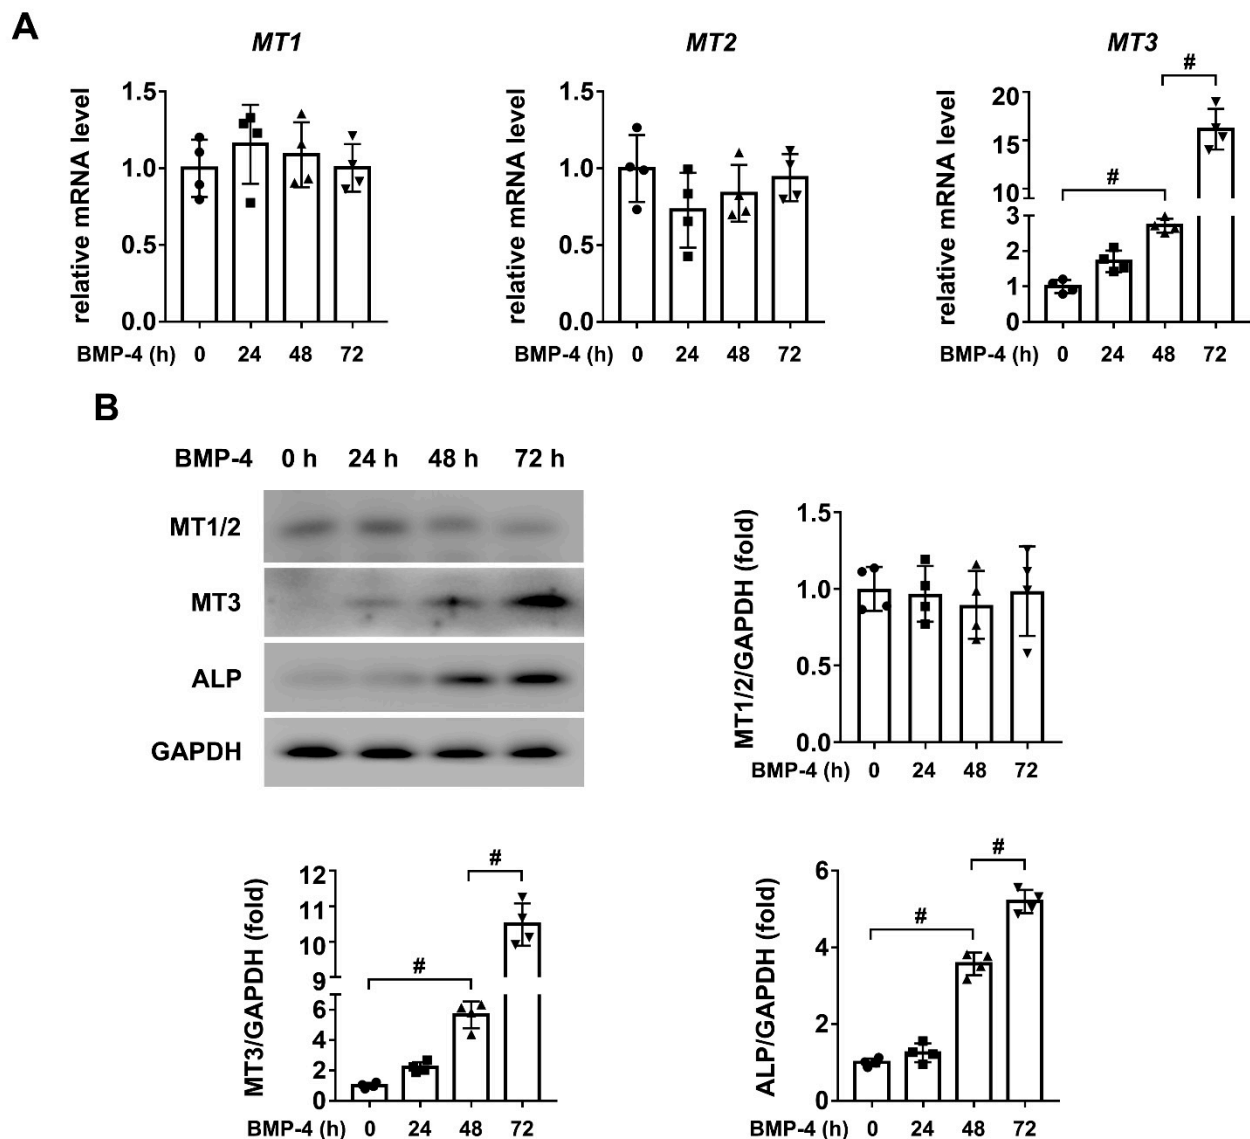 A
MT1
relative mRNA level
1.5
1.0
0.5
0.0
BMP-4 (h) 0 24 48 72
MT2
relative mRNA level
1.5
1.0
0.5
0.0
BMP-4 (h) 0 24 48 72
MT3
relative mRNA level
#
#
20
15
10
3
2
1
0
BMP-4 (h) 0 24 48 72
B
BMP-4 0 h 24 h 48 h 72 h
MT1/2
MT3
ALP
GAPDH
MT1/2/GAPDH (fold)
1.5
1.0
0.5
0.0
BMP-4 (h) 0 24 48 72
MT3/GAPDH (fold)
#
#
12
11
10
9
6
4
2
0
BMP-4 (h) 0 24 48 72
ALP/GAPDH (fold)
#
#
6
4
2
0
BMP-4 (h) 0 24 48 72